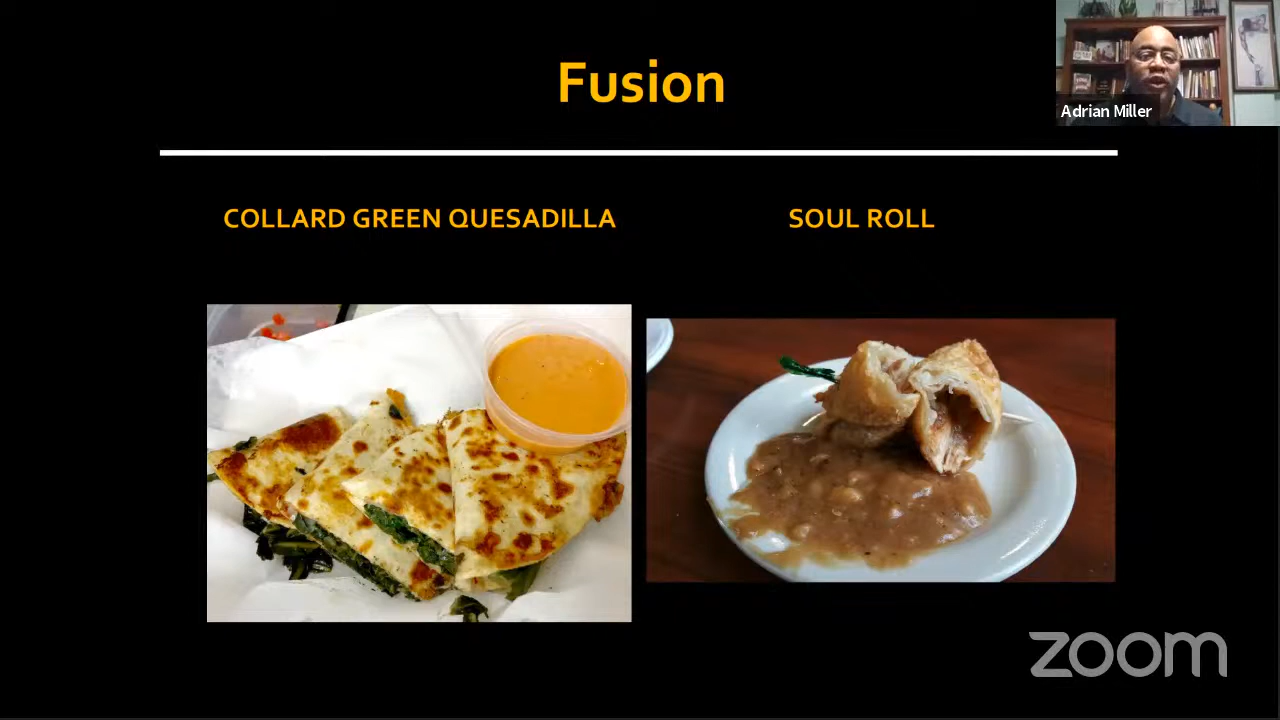 Fusion
Adrian Miller
COLLARD GREEN QUESADILLA
SOUL ROLL
zoom